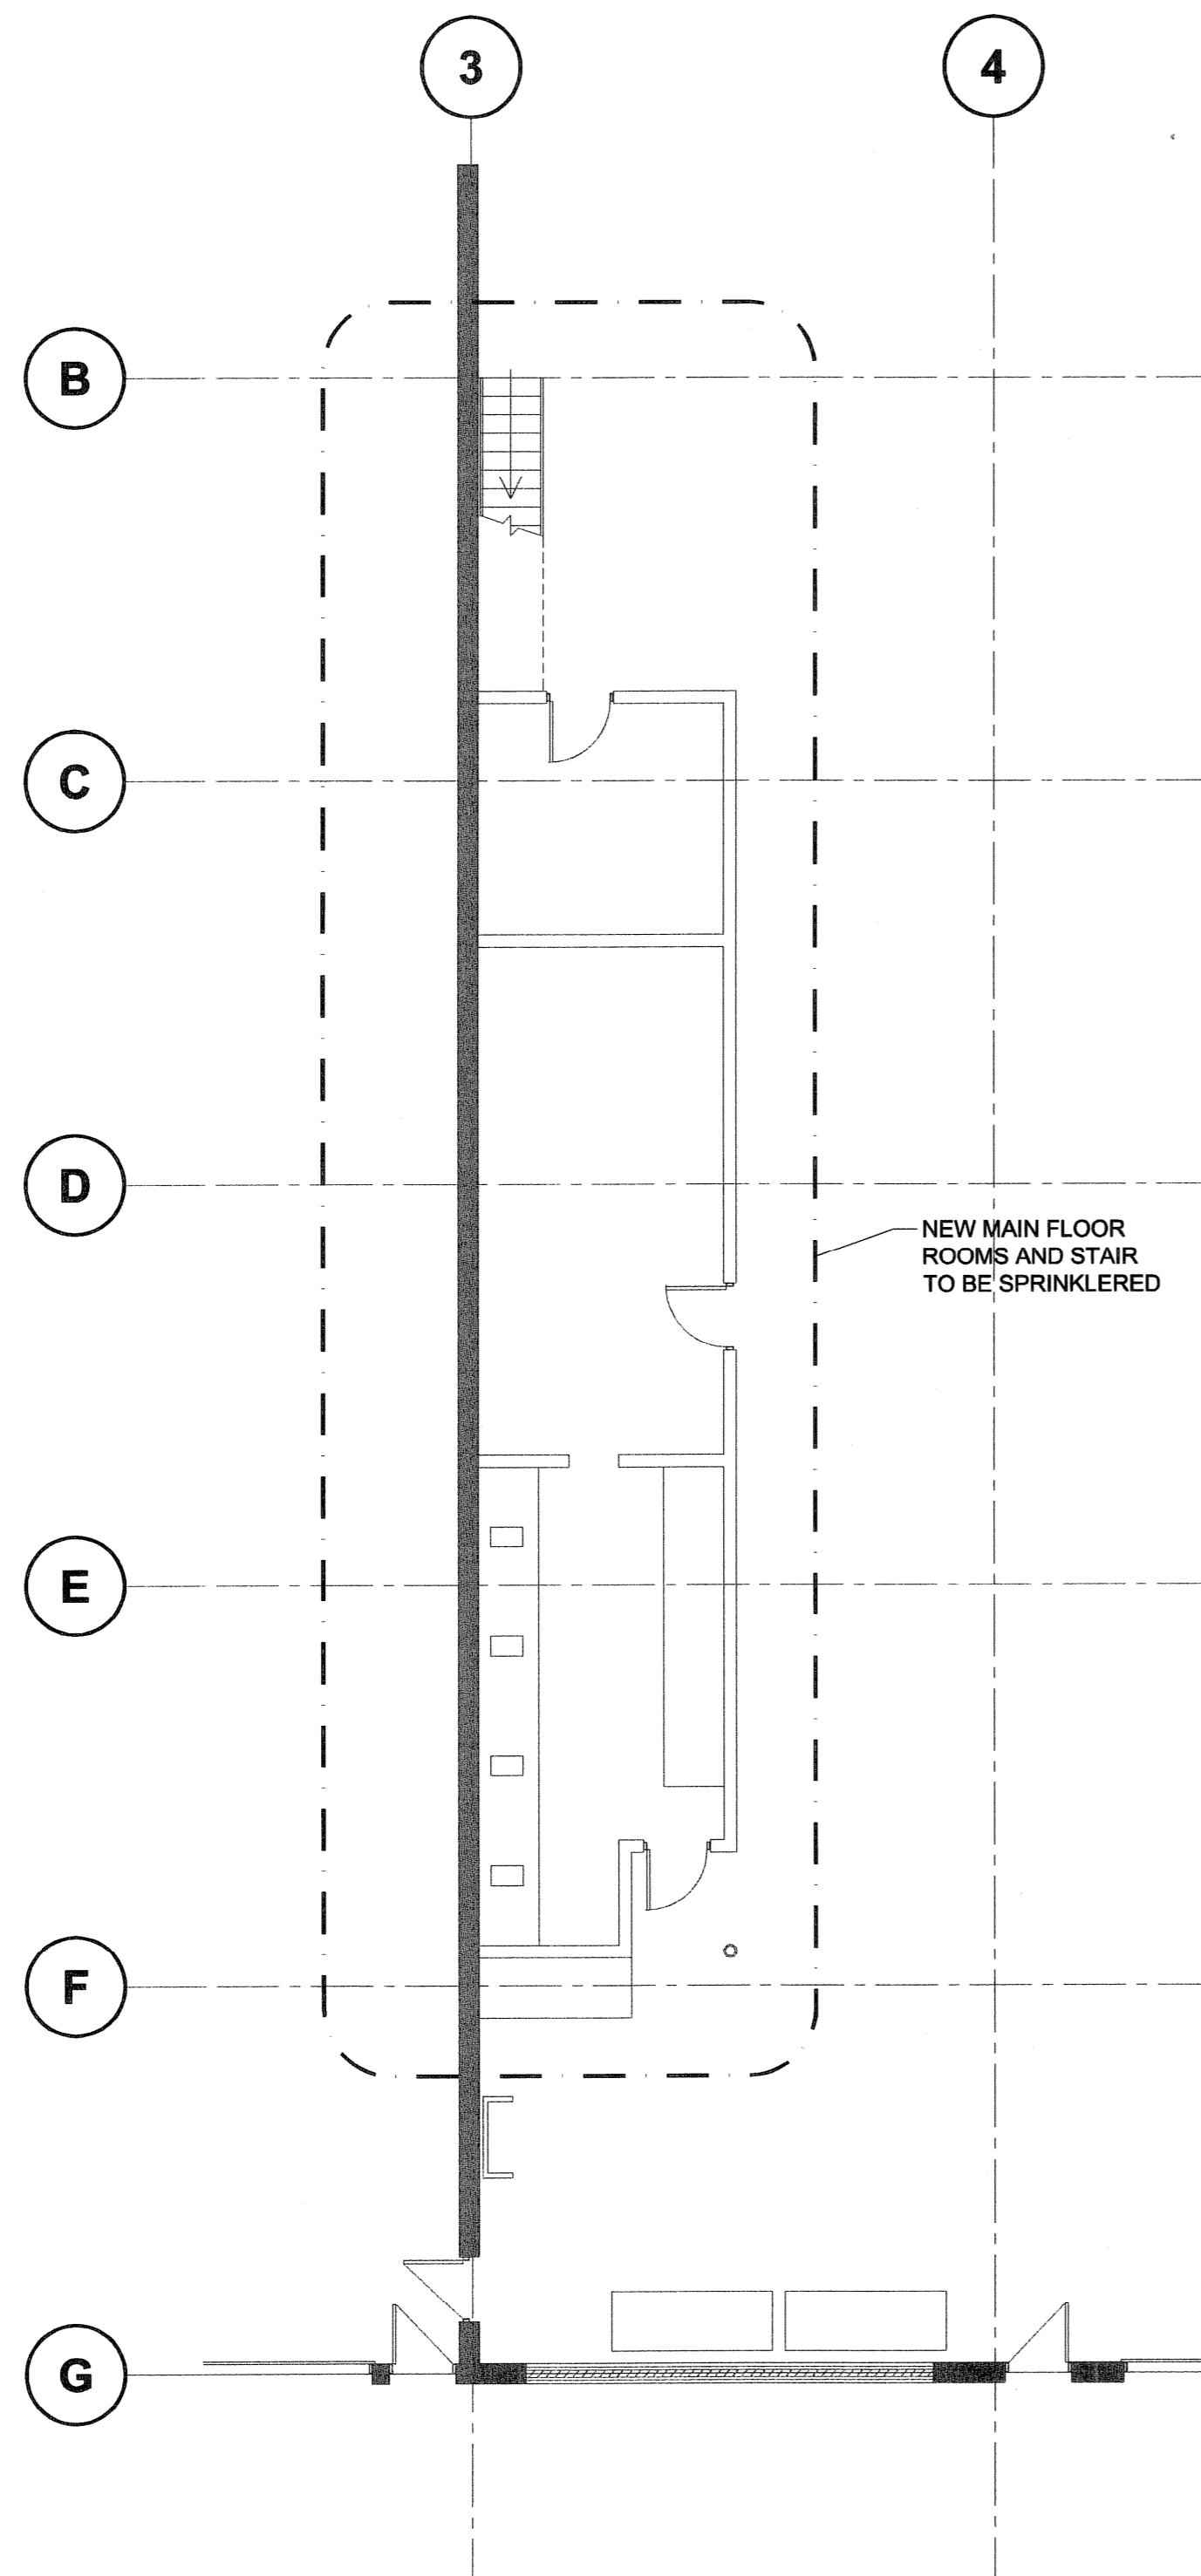 3
4
B
C
D
NEW MAIN FLOOR
ROOMS AND STAIR
TO BE SPRINKLERED
E
F
G